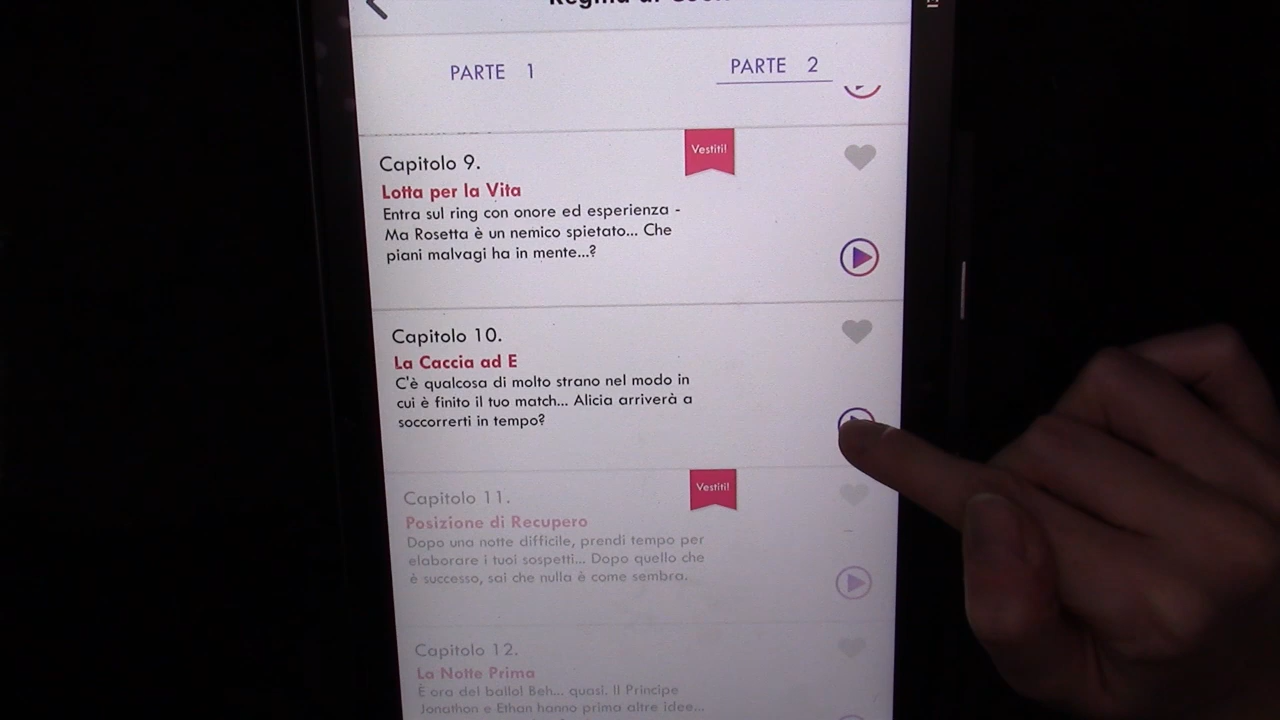 PARTE 1
PARTE 2
Capitolo 9.
Vestiti!
Lotta per la Vita
Entra sul ring con onore ed esperienza -
Ma Rosetta è un nemico spietato... Che
piani malvagi ha in mente...?
Capitolo 10.
La Caccia ad E
C'è qualcosa di molto strano nel modo in
cui è finito il tuo match... Alicia arriverà a
soccorrerti in tempo?
Capitolo 11.
Vestiti!
Posizione di Recupero
Dopo una notte difficile, prendi tempo per
elaborare i tuoi sospetti... Dopo quello che
è successo, sai che nulla è come sembra.
Capitolo 12.
La Notte Prima
È ora del ballo! Beh... quasi. Il Principe
Jonathon e Ethan hanno prima altre idee...